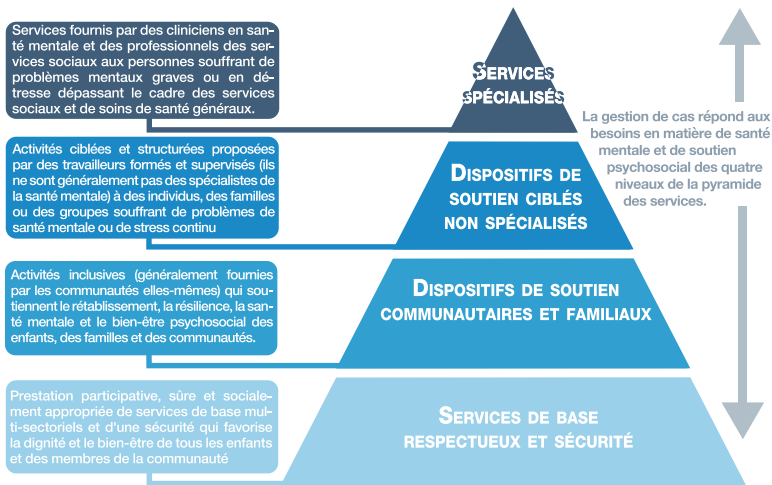 Services fournis par des cliniciens en san-
té mentale et des professionnels des ser-
vices sociaux aux personnes souffrant de
problèmes mentaux graves ou en dé-
tresse dépassant le cadre des services
sociaux et de soins de santé généraux.
SERVICES
SPÉCIALISÉS
La gestion de cas répond aux
besoins en matière de santé
mentale et de soutien
psychosocial des quatre
niveaux de la pyramide
des services.
Activités ciblées et structurées proposées
par des travailleurs formés et supervisés (ils
ne sont généralement pas des spécialistes de
la santé mentale) à des individus, des familles
ou des groupes souffrant de problèmes de
santé mentale ou de stress continu
DISPOSITIFS DE
SOUTIEN CIBLÉS
NON SPÉCIALISÉS
Activités inclusives (généralement fournies
par les communautés elles-mêmes) qui sou-
tiennent le rétablissement, la résilience, la san-
té mentale et le bien-être psychosocial des
enfants, des familles et des communautés.
DISPOSITIFS DE SOUTIEN
COMMUNAUTAIRES ET FAMILIAUX
Prestation participative, sûre et sociale-
ment appropriée de services de base mul-
ti-sectoriels et d'une sécurité qui favorise
la dignité et le bien-être de tous les enfants
et des membres de la communauté
SERVICES DE BASE
RESPECTUEUX ET SÉCURITÉ